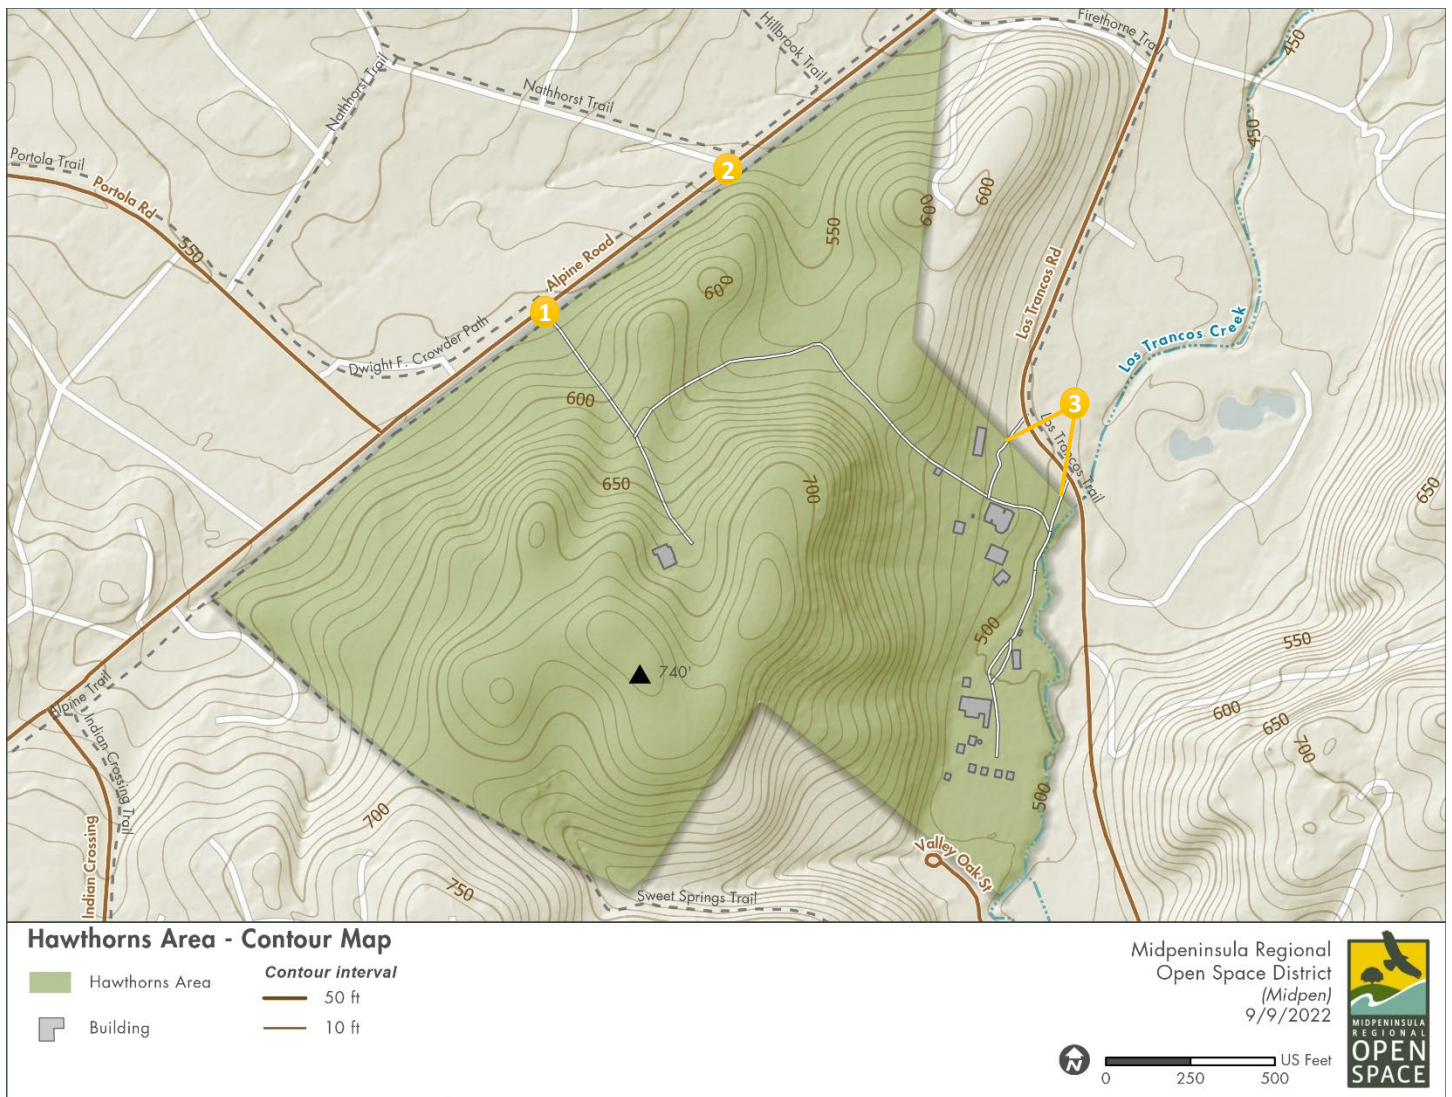 Firethorne Trail
Hillbrook Trail
450
Nathhorst Trail
Nathhorst Trail
450
Portola Trail
2
Portola Rd
600
600
550
550
Alpine Road
600
Los Trancos Rd
1
Los Trancos Creek
Dwight F. Crowder Path
600
3
Los Trancos Trail
650
700
650
500
550
740'
Alpine Trail
600
650
700
Indian Crossing Trail
700
500
Indian Crossing
Valley Oak St
750
Sweet Springs Trail
Hawthorns Area - Contour Map
Hawthorns Area
Building
Contour interval
50 ft
10 ft
Midpeninsula Regional
Open Space District
(Midpen)
9/9/2022
N
US Feet
0 250 500
MIDPENINSULA
REGIONAL
OPEN
SPACE